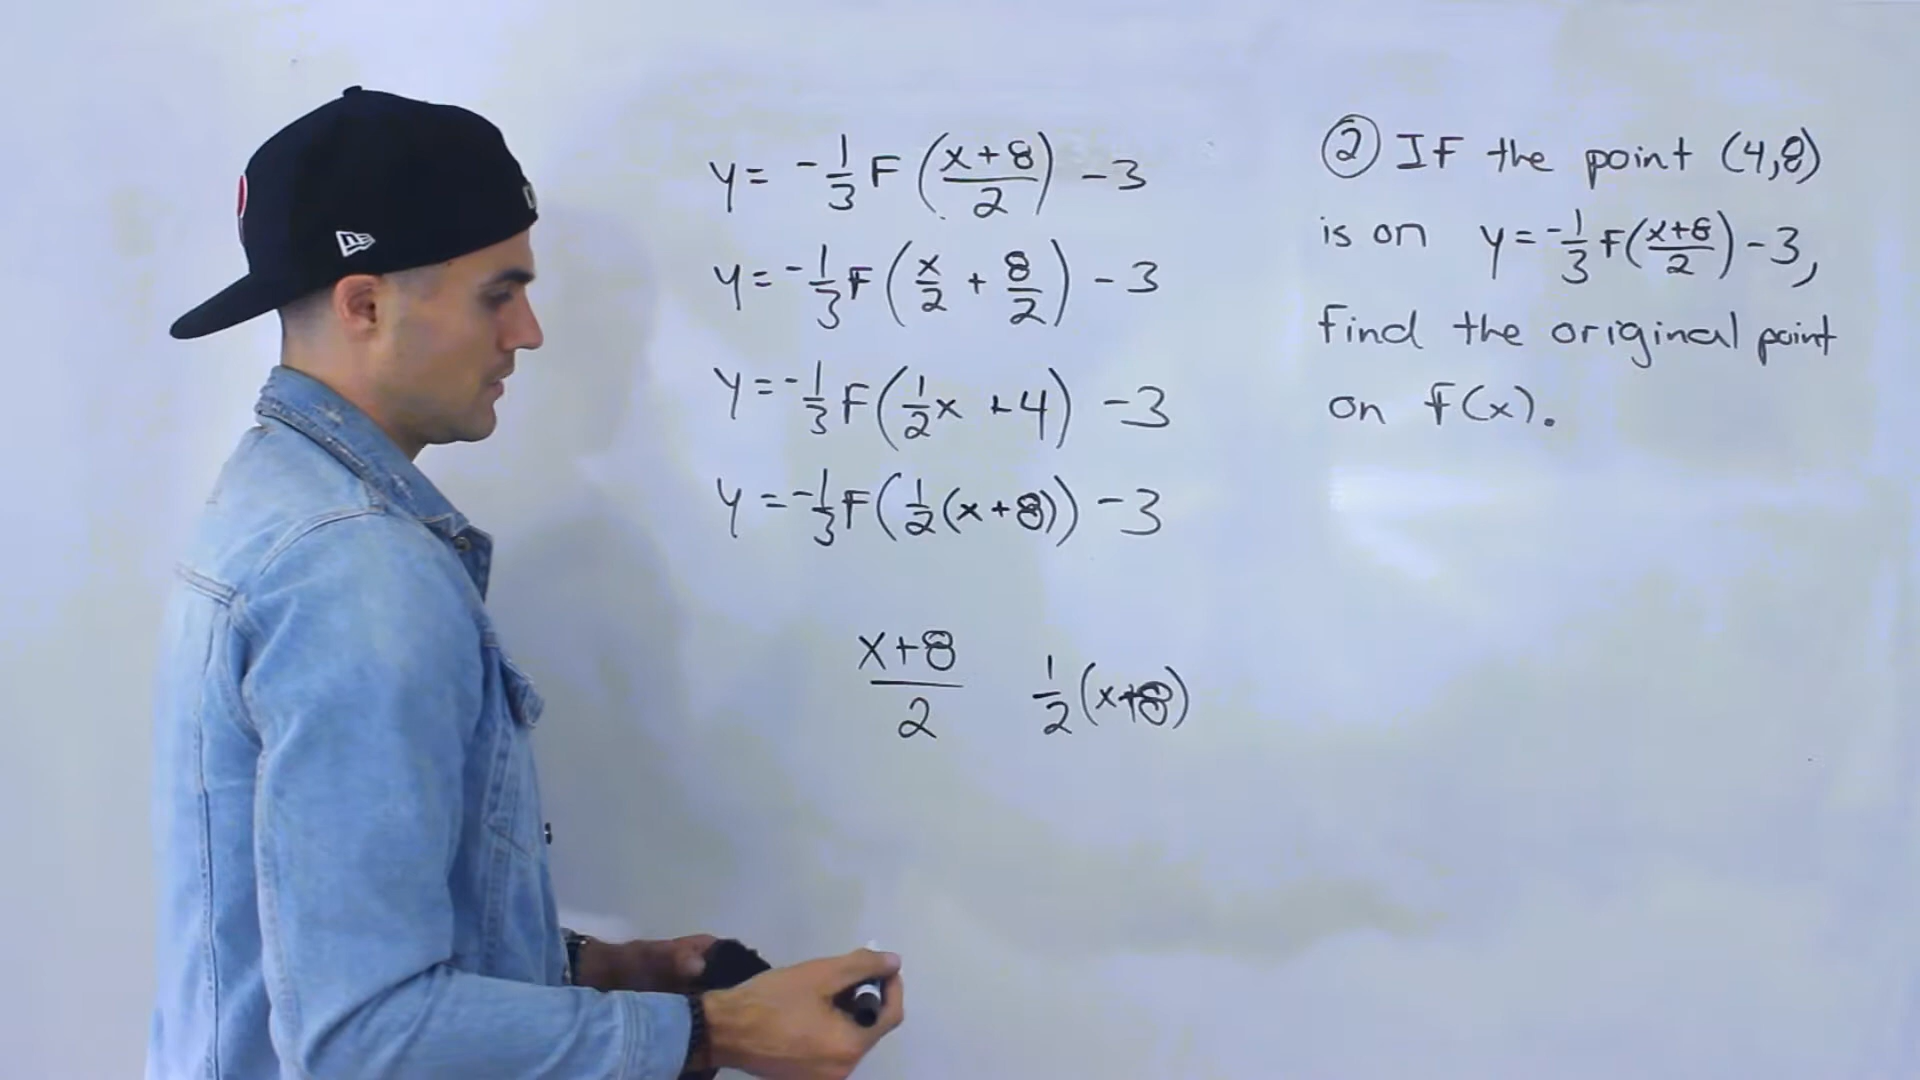 y = -1/3 F ((x+8)/2) - 3
y = -1/3 F (x/2 + 8/2) - 3
y = -1/3 F (1/2 x + 4) - 3
y = -1/3 F (1/2 (x+8)) - 3
(x+8)/2   1/2 (x+8)
② IF the point (4,8)
is on y = -1/3 F ((x+8)/2) - 3,
find the original point
on f(x).